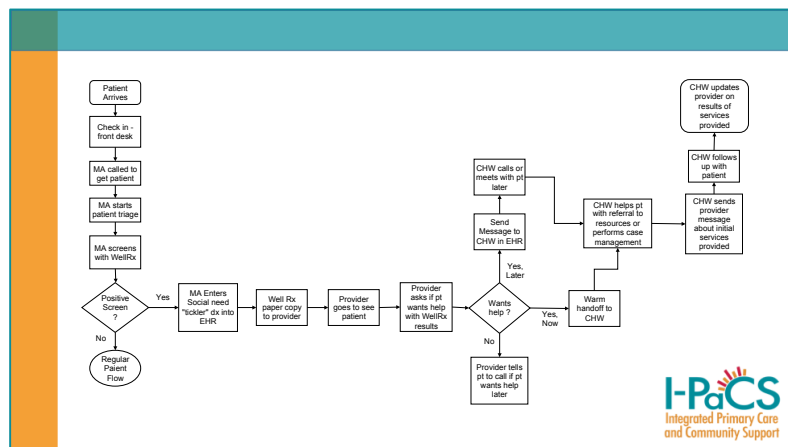 Patient
Arrives
Check in -
front desk
MA called to
get patient
MA starts
patient triage
MA screens
with WellRx
Positive
Screen
?
Yes
No
Regular
Paient
Flow
MA Enters
Social need
"tickler" dx into
EHR
Well Rx
paper copy
to provider
Provider
goes to see
patient
Provider
asks if pt
wants help
with WellRx
results
Wants
help ?
Yes,
Later
Send
Message to
CHW in EHR
CHW calls or
meets with pt
later
Yes,
Now
Warm
handoff to
CHW
No
Provider tells
pt to call if pt
wants help
later
CHW helps pt
with referral to
resources or
performs case
management
CHW sends
provider
message
about initial
services
provided
CHW follows
up with
patient
CHW updates
provider on
results of
services
provided
I-PaCS
Integrated Primary Care
and Community Support